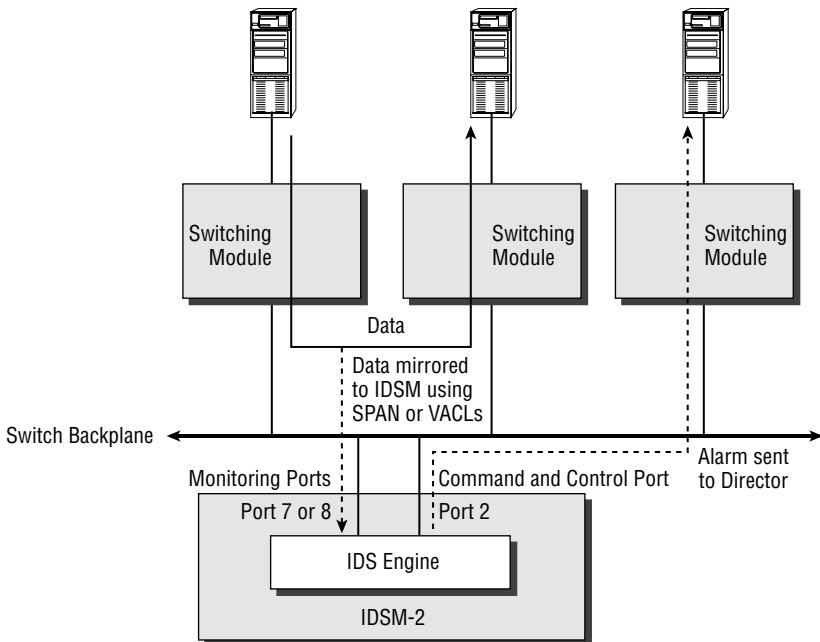 Switching
Module
Switching
Module
Switching
Module
Data
Data mirrored
to IDSM using
SPAN or VACLs
Switch Backplane
Alarm sent
to Director
Monitoring Ports
Command and Control Port
Port 7 or 8
Port 2
IDS Engine
IDSM-2